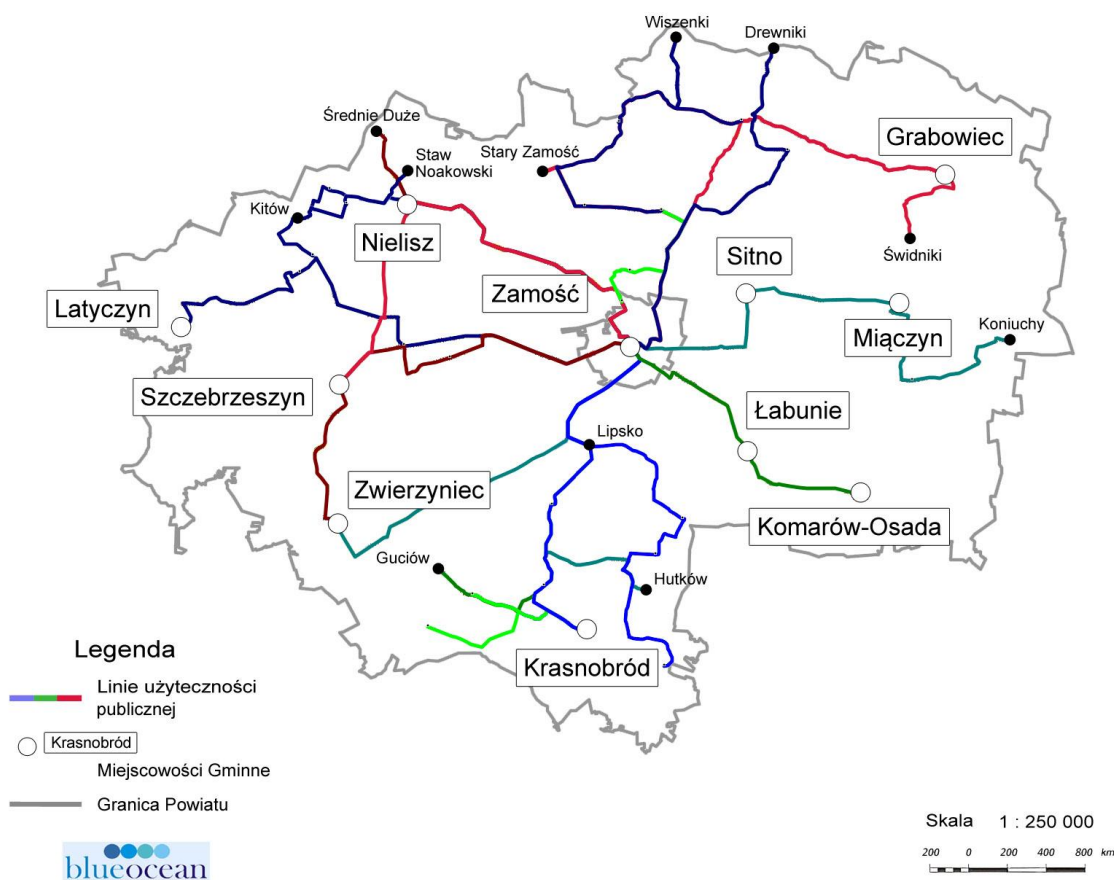 Wiszenki
Drewniki
Średnie Duże
Staw
Noakowski
Stary Zamość
Grabowiec
Kitów
Nielisz
Świdniki
Sitno
Zamość
Latyczyn
Miączyn
Koniuchy
Szczebrzeszyn
Łabunie
Lipsko
Zwierzyniec
Komarów-Osada
Guciów
Hutków
Krasnobród
Legenda
Linie użyteczności
publicznej
Krasnobród
Miejscowości Gminne
Granica Powiatu
blueocean
Skala 1 : 250 000
200 0 200 400 800 km